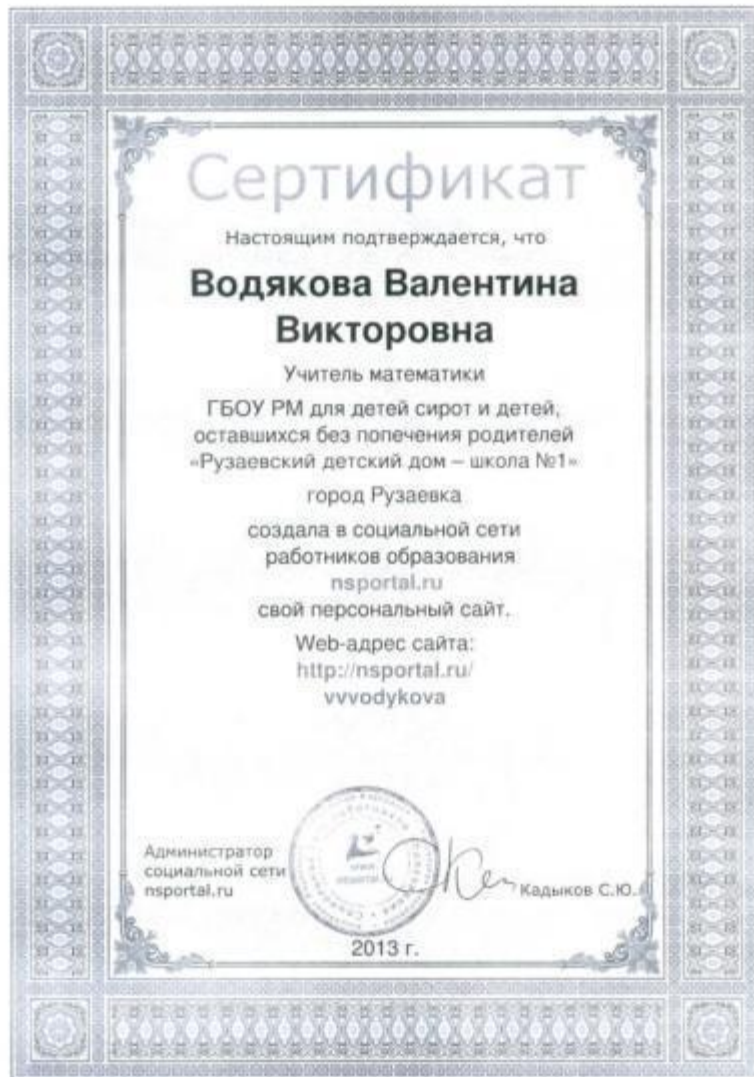 Сертификат
Настоящим подтверждается, что
Водякова Валентина
Викторовна
Учитель математики
ГБОУ РМ для детей сирот и детей,
оставшихся без попечения родителей
«Рузаевский детский дом – школа №1»
город Рузаевка
создала в социальной сети
работников образования
nsportal.ru
свой персональный сайт.
Web-адрес сайта:
http://nsportal.ru/
vvvodykova
Администратор
социальной сети
nsportal.ru
Кадыков С.Ю.
2013 г.